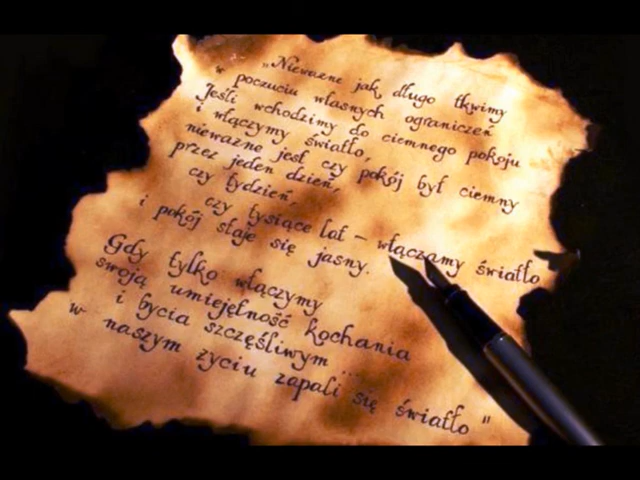 „Nieważne jak długo tkwimy
w poczuciu własnych ograniczeń
Jeśli wchodzimy do ciemnego pokoju
i włączymy światło,
nieważne jest czy pokój był ciemny
przez jeden dzień,
czy tydzień,
czy tysiące lat – włączamy światło
i pokój staje się jasny.
Gdy tylko włączymy
swoją umiejętność kochania
i bycia szczęśliwym ...
w naszym życiu zapali się światło"